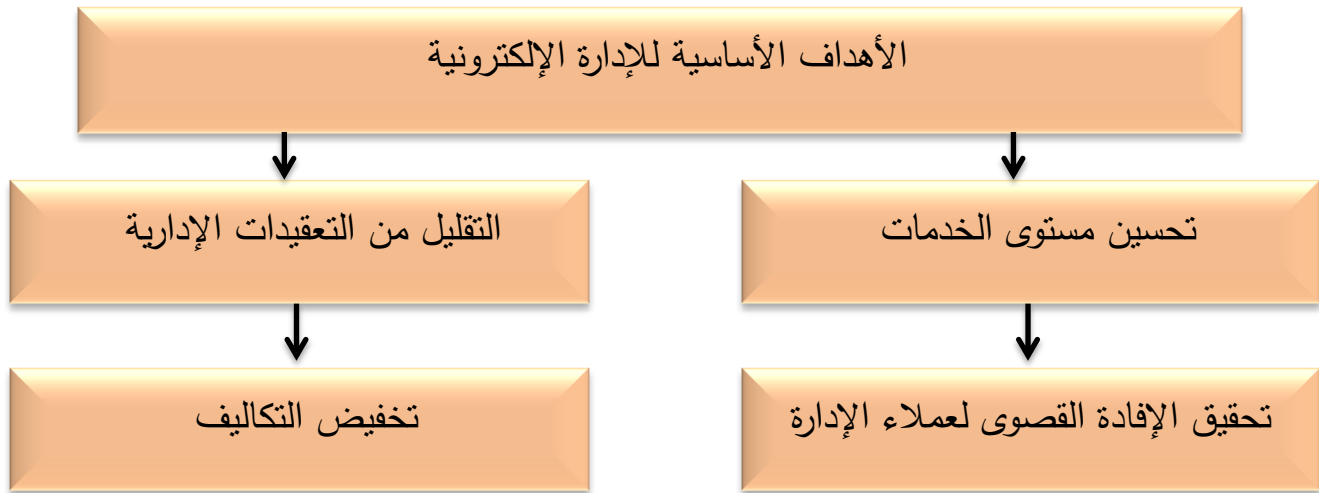 الأهداف الأساسية للإدارة الإلكترونية
تحسين مستوى الخدمات
التقليل من التعقيدات الإدارية
تحقيق الإفادة القصوى لعملاء الإدارة
تخفيض التكاليف